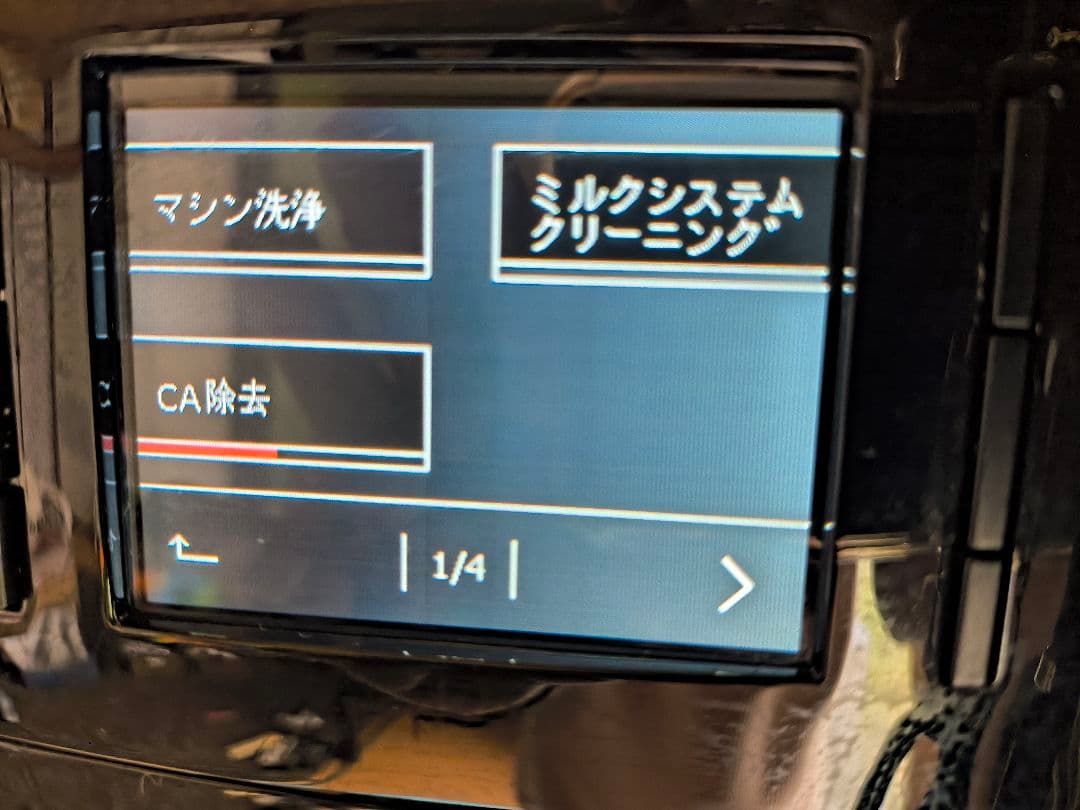 マシン洗浄
ミルクシステム
クリーニング
CA除去
1/4